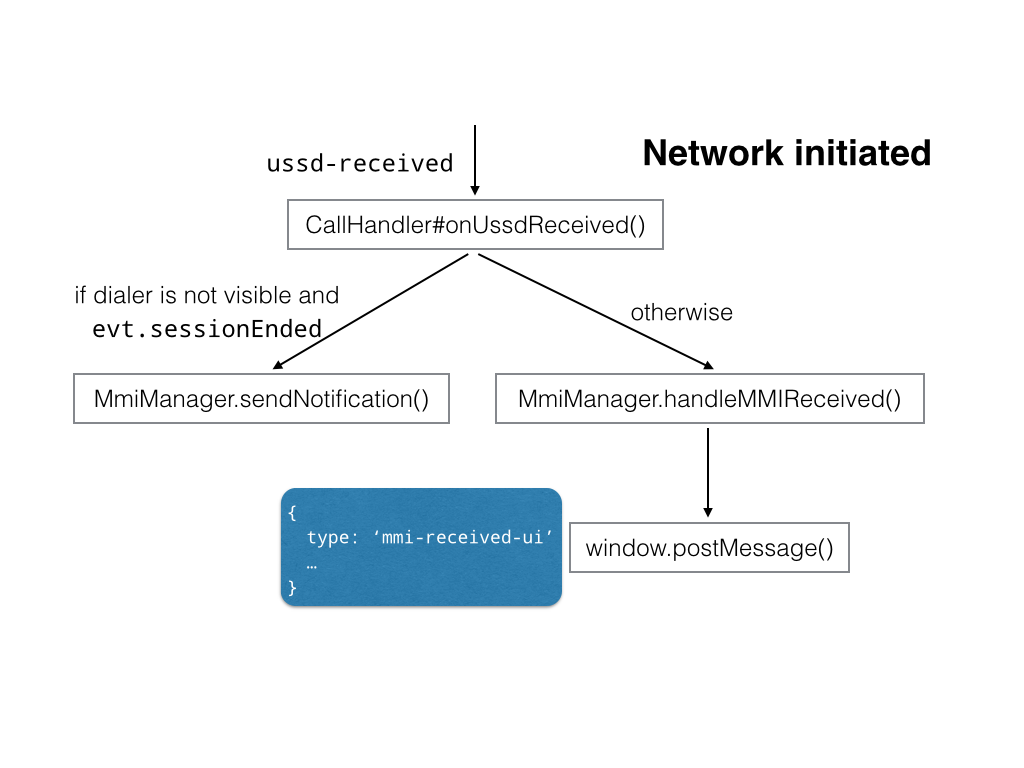 Network initiated
ussd-received
CallHandler#onUssdReceived()
if dialer is not visible and
evt.sessionEnded
otherwise
MmiManager.sendNotification()
MmiManager.handleMMIReceived()
{
type: ‘mmi-received-ui’
…
}
window.postMessage()